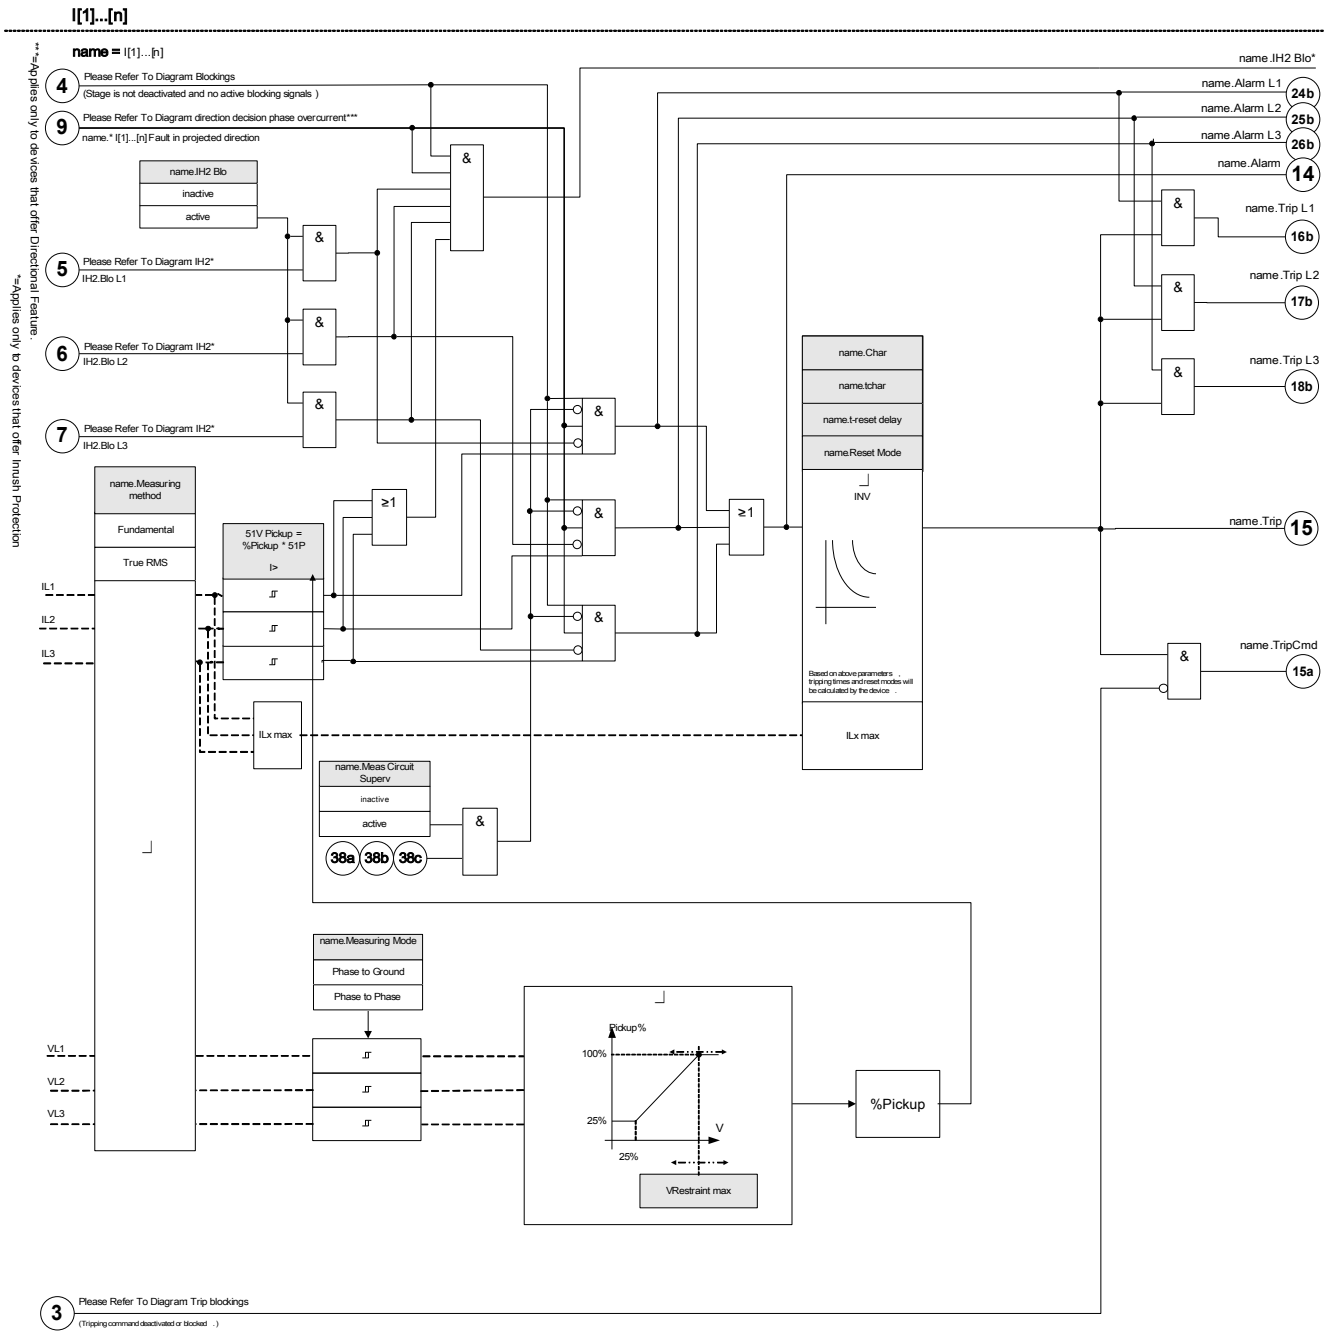 I[1]...[n]
name = I[1]...[n]
***=Applies only to devices that offer Directional Feature.
*=Applies only to devices that offer Inrush Protection
4
Please Refer To Diagram: Blockings
(Stage is not deactivated and no active blocking signals )
9
Please Refer To Diagram: direction decision phase overcurrent***
name.* I[1]...[n] Fault in projected direction
name.IH2 Blo
inactive
active
&
&
5
Please Refer To Diagram: IH2*
IH2.Blo L1
&
6
Please Refer To Diagram: IH2*
IH2.Blo L2
&
7
Please Refer To Diagram: IH2*
IH2.Blo L3
name.IH2 Blo*
name.Alarm L1
24b
name.Alarm L2
25b
name.Alarm L3
26b
name.Alarm
14
&
name.Trip L1
16b
&
name.Trip L2
17b
&
name.Trip L3
18b
name.Measuring
method
Fundamental
True RMS
51V Pickup =
%Pickup * 51P
I>
≥1
&
&
&
≥1
name.Char
name.tchar
name.t-reset delay
name.Reset Mode
INV
Based on above parameters ,
tripping times and reset modes will
be calculated by the device .
ILx max
name.Trip
15
IL1
IL2
IL3
ILx max
&
name.TripCmd
15a
name.Meas Circuit
Superv
inactive
active
&
38a
38b
38c
name.Measuring Mode
Phase to Ground
Phase to Phase
VL1
VL2
VL3
Pickup%
100%
25%
V
25%
VRestraint max
%Pickup
3
Please Refer To Diagram: Trip blockings
(Tripping command deactivated or blocked . )